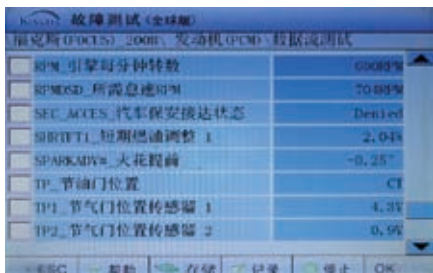 故障测试(全球版)
福克斯(FOCUS)_2008\_发动机(PCM)\数据流测试
RPM_引擎每分钟转数 600RPM
RPMDSD_所需怠速RPM 704RPM
SEC_ACCES_汽车保安接达状态 Denied
SHRTFT1_短期燃油调整 1 2.04%
SPARKADV#_火花提前 -0.25°
TP_节油门位置 CT
TP1_节气门位置传感器 1 4.3V
TP2_节气门位置传感器 2 0.9V
ESC 帮助 存储 记录 停止 OK